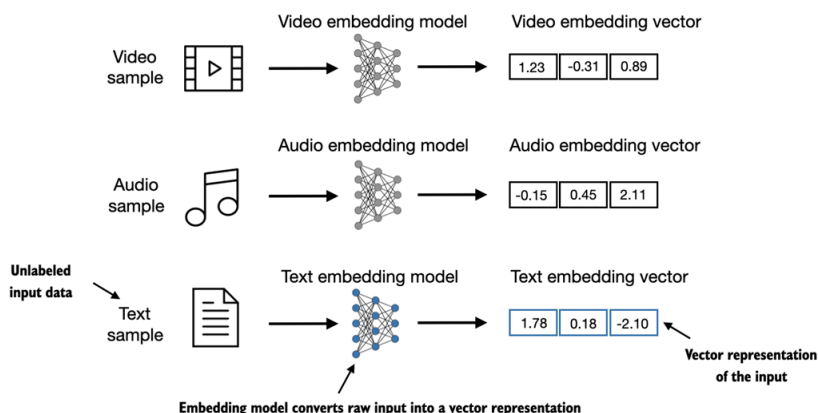 Video embedding model
Video embedding vector
Video
sample
1.23 -0.31 0.89
Audio embedding model
Audio embedding vector
Audio
sample
-0.15 0.45 2.11
Unlabeled
input data
Text embedding model
Text embedding vector
Text
sample
1.78 0.18 -2.10
Vector representation
of the input
Embedding model converts raw input into a vector representation